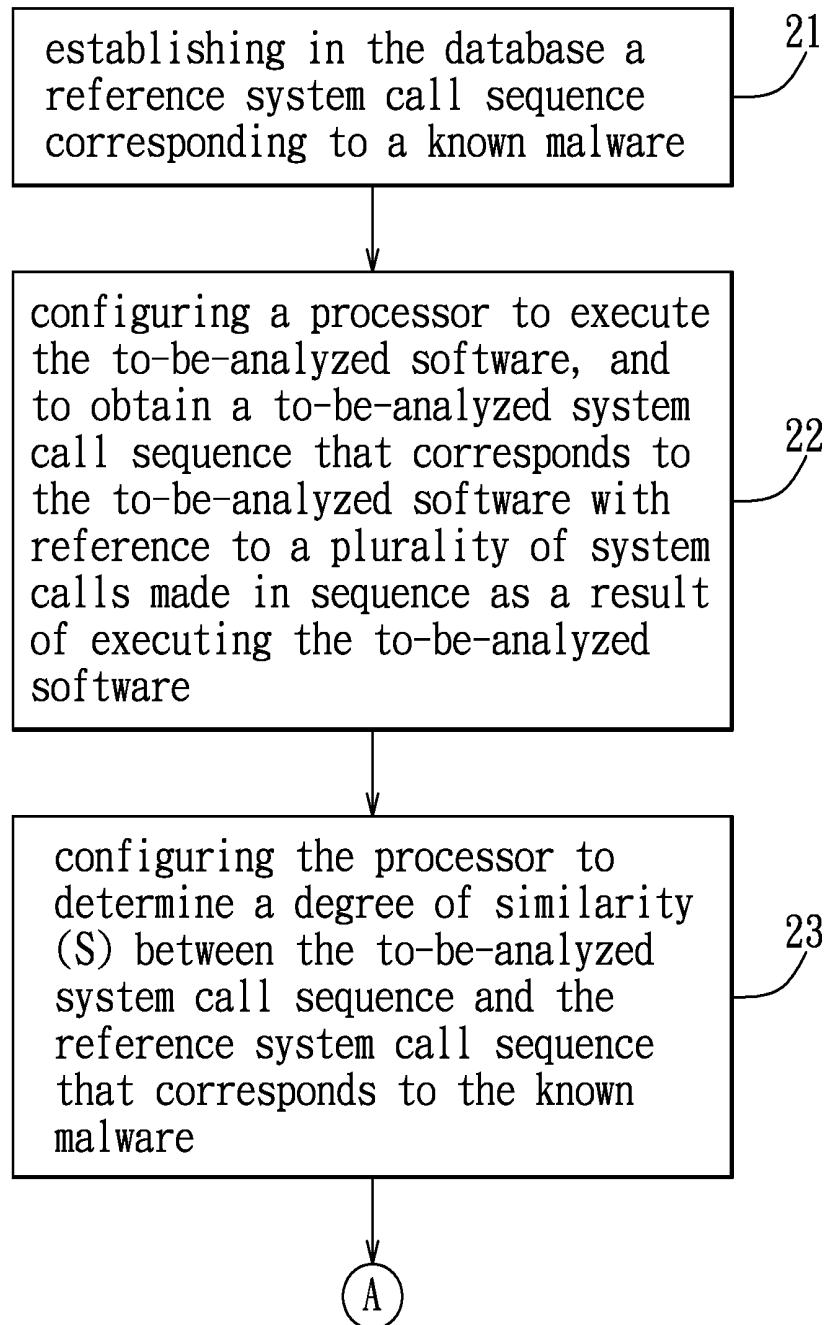 establishing in the database a
reference system call sequence
corresponding to a known malware
21
configuring a processor to execute
the to-be-analyzed software, and
to obtain a to-be-analyzed system
call sequence that corresponds to
the to-be-analyzed software with
reference to a plurality of system
calls made in sequence as a result
of executing the to-be-analyzed
software
22
configuring the processor to
determine a degree of similarity
(S) between the to-be-analyzed
system call sequence and the
reference system call sequence
that corresponds to the known
malware
23
A